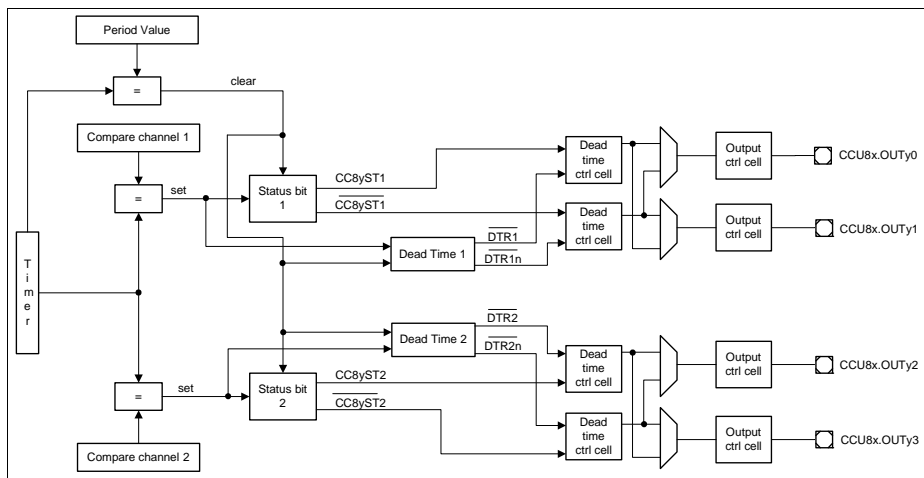 Period Value
=
clear
Compare channel 1
=
set
Status bit
1
CC8yST1
CC8yST1
Dead
time
ctrl cell
Output
ctrl cell
CCU8x.OUTy0
Dead
time
ctrl cell
Output
ctrl cell
CCU8x.OUTy1
Dead Time 1
DTR1
DTR1n
Timer
Dead Time 2
DTR2
DTR2n
=
set
Status bit
2
CC8yST2
CC8yST2
Dead
time
ctrl cell
Output
ctrl cell
CCU8x.OUTy2
Dead
time
ctrl cell
Output
ctrl cell
CCU8x.OUTy3
Compare channel 2